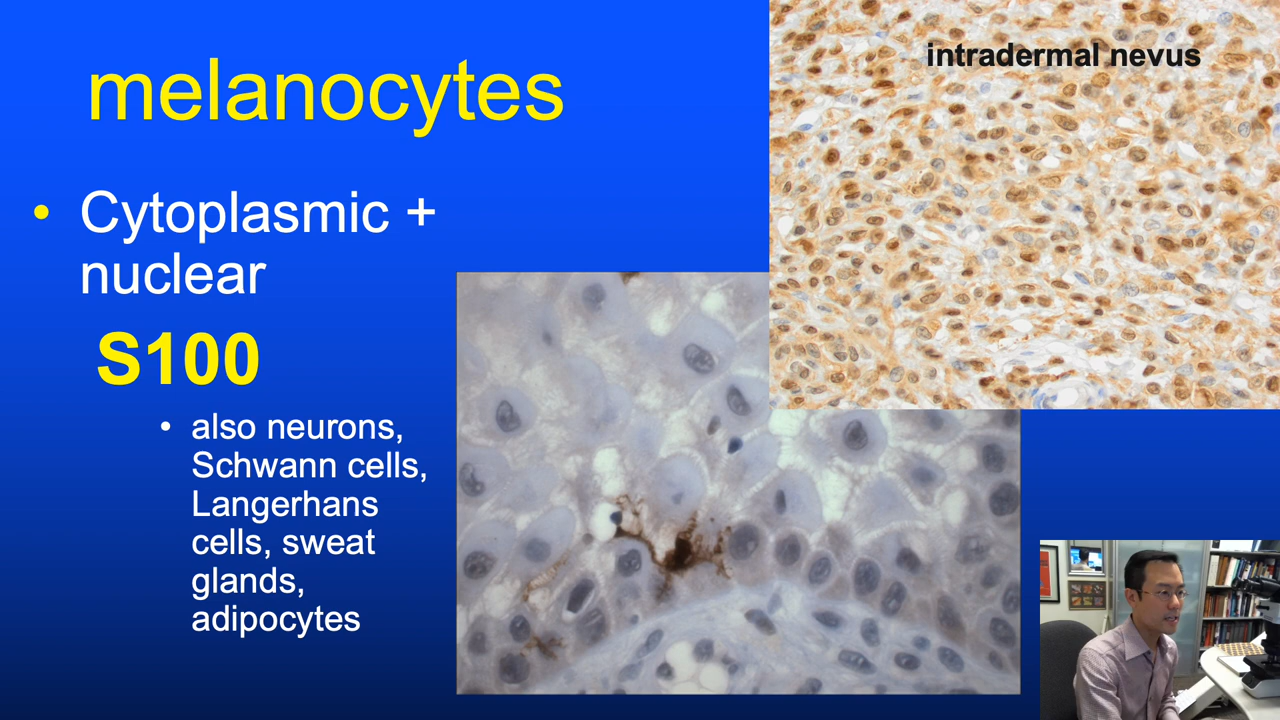 melanocytes
intradermal nevus
• Cytoplasmic +
nuclear
S100
• also neurons,
Schwann cells,
Langerhans
cells, sweat
glands,
adipocytes